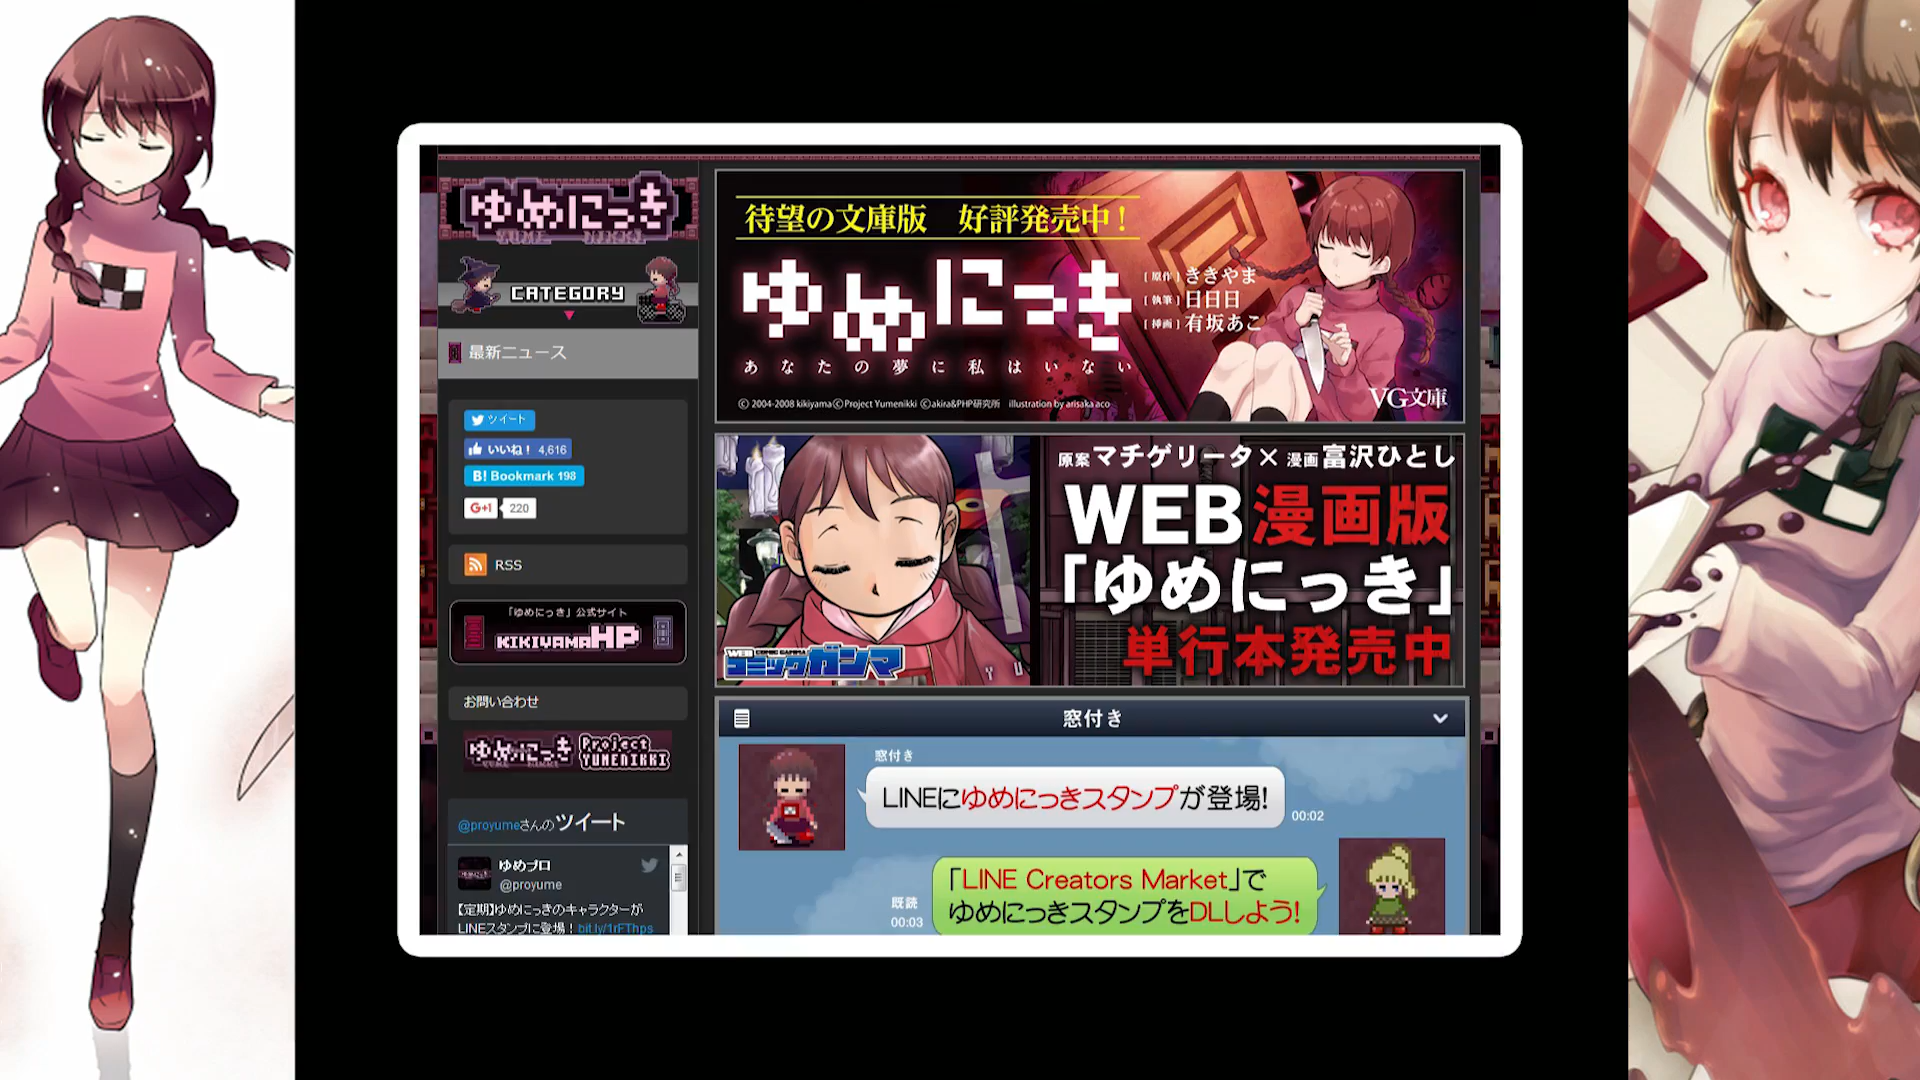 ゆめにっき
YUME NIKKI
CATEGORY
最新ニュース
ツイート
いいね！ 4,616
B! Bookmark 198
G+1 220
RSS
「ゆめにっき」公式サイト
KIKIYAMAHP
お問い合わせ
ゆめにっき Project YUMENIKKI
@proyumeさんのツイート
ゆめプロ
@proyume
【定期】ゆめにっきのキャラクターが
LINEスタンプに登場！bit.ly/1rFThps
待望の文庫版 好評発売中！
ゆめにっき
あなたの夢に私はいない
［原作］ききやま
［執筆］日日日
［挿画］有坂あこ
VG文庫
Ⓒ 2004-2008 kikiyama Ⓒ Project Yumenikki Ⓒ akira&PHP研究所 illustration by arisaka aco
原案マチゲリータ×漫画富沢ひとし
WEB漫画版
「ゆめにっき」
単行本発売中
WEB COMIC GAMMA
コミックガンマ
YU
窓付き
窓付き
LINEにゆめにっきスタンプが登場!
00:02
「LINE Creators Market」で
ゆめにっきスタンプをDLしよう!
既読
00:03